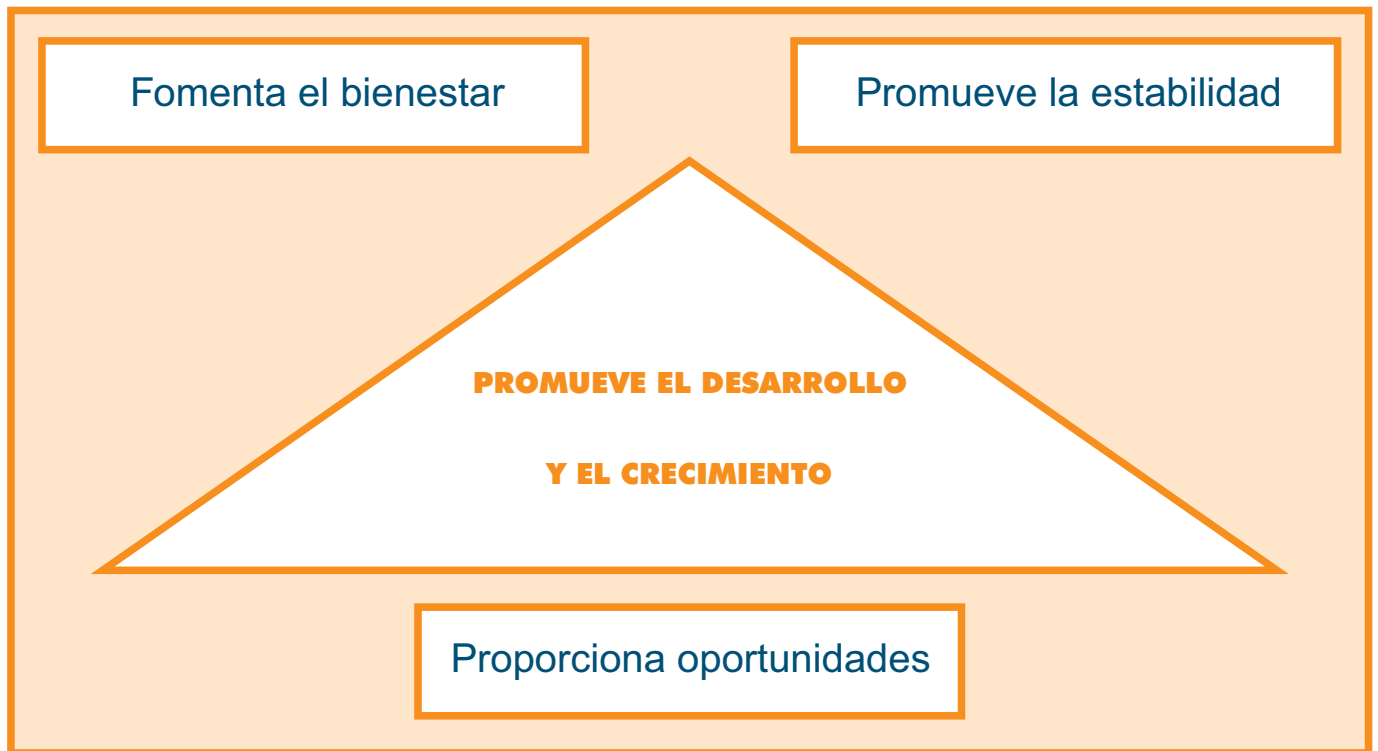 Fomenta el bienestar
Promueve la estabilidad
PROMUEVE EL DESARROLLO
Y EL CRECIMIENTO
Proporciona oportunidades